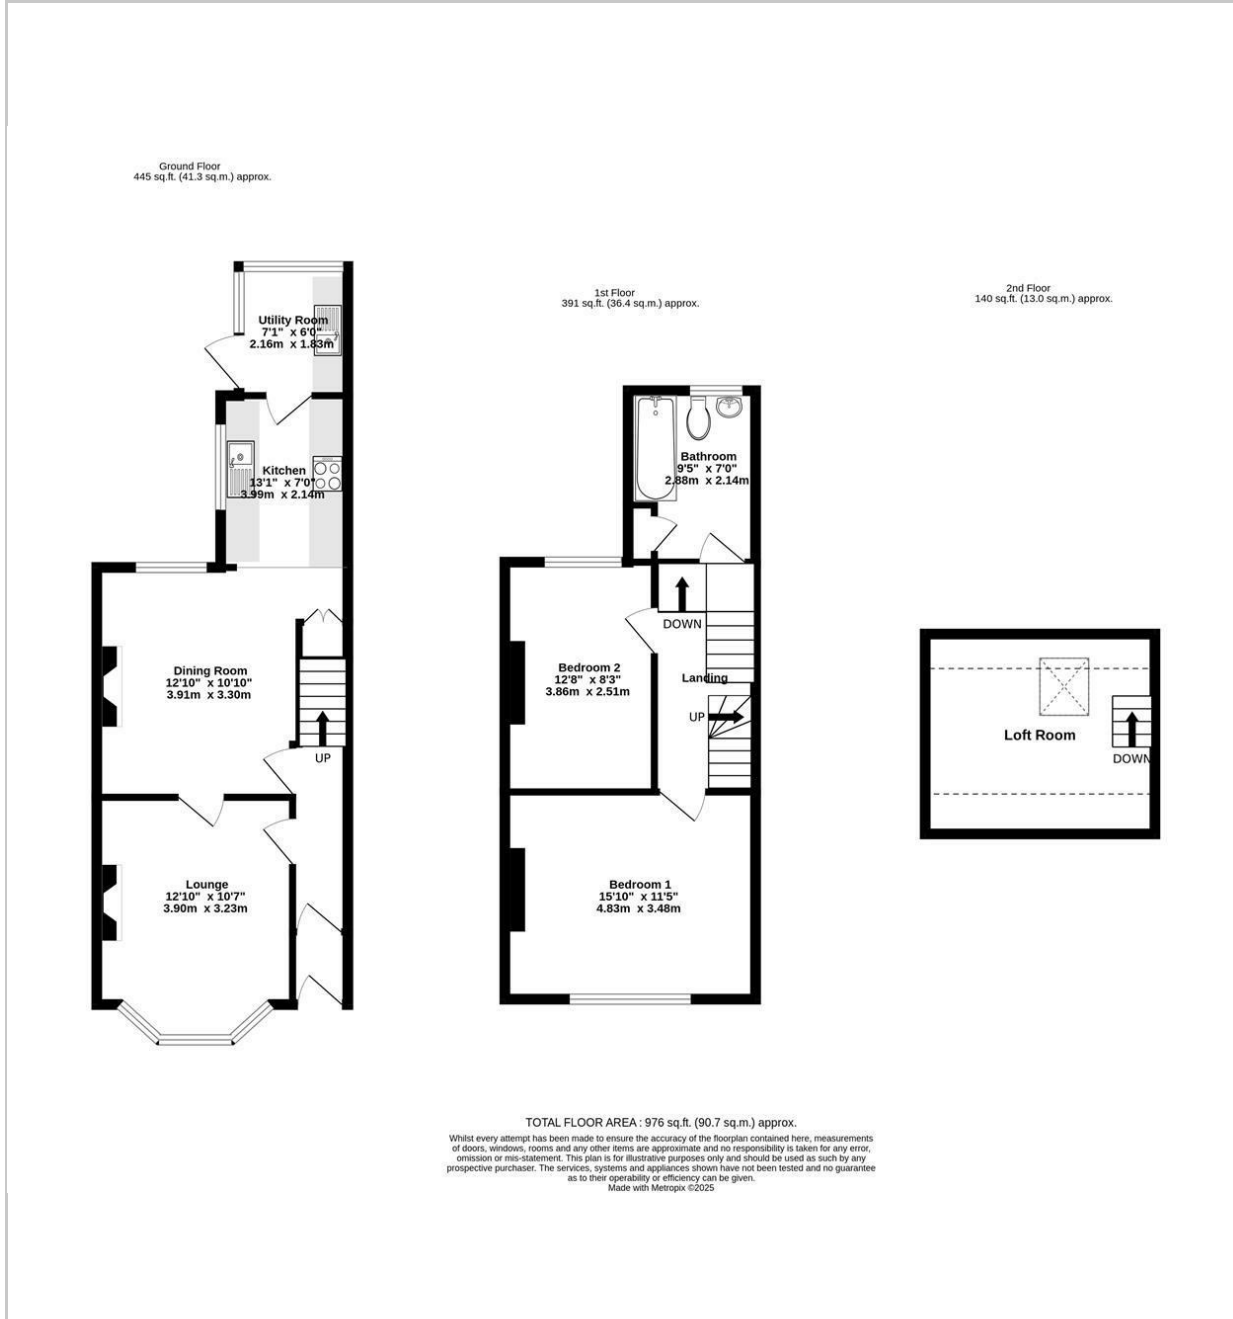 Ground Floor
445 sq.ft. (41.3 sq.m.) approx.
Utility Room
7'1" x 6'0"
2.16m x 1.83m
Kitchen
13'1" x 7'0"
3.99m x 2.14m
Dining Room
12'10" x 10'10"
3.91m x 3.30m
UP
Lounge
12'10" x 10'7"
3.90m x 3.23m
1st Floor
391 sq.ft. (36.4 sq.m.) approx.
Bathroom
9'5" x 7'0"
2.88m x 2.14m
DOWN
Bedroom 2
12'8" x 8'3"
3.86m x 2.51m
Landing
UP
Bedroom 1
15'10" x 11'5"
4.83m x 3.48m
2nd Floor
140 sq.ft. (13.0 sq.m.) approx.
Loft Room
DOWN
TOTAL FLOOR AREA : 976 sq.ft. (90.7 sq.m.) approx.
Whilst every attempt has been made to ensure the accuracy of the floorplan contained here, measurements
of doors, windows, rooms and any other items are approximate and no responsibility is taken for any error,
omission or mis-statement. This plan is for illustrative purposes only and should be used as such by any
prospective purchaser. The services, systems and appliances shown have not been tested and no guarantee
as to their operability or efficiency can be given.
Made with Metropix ©2025